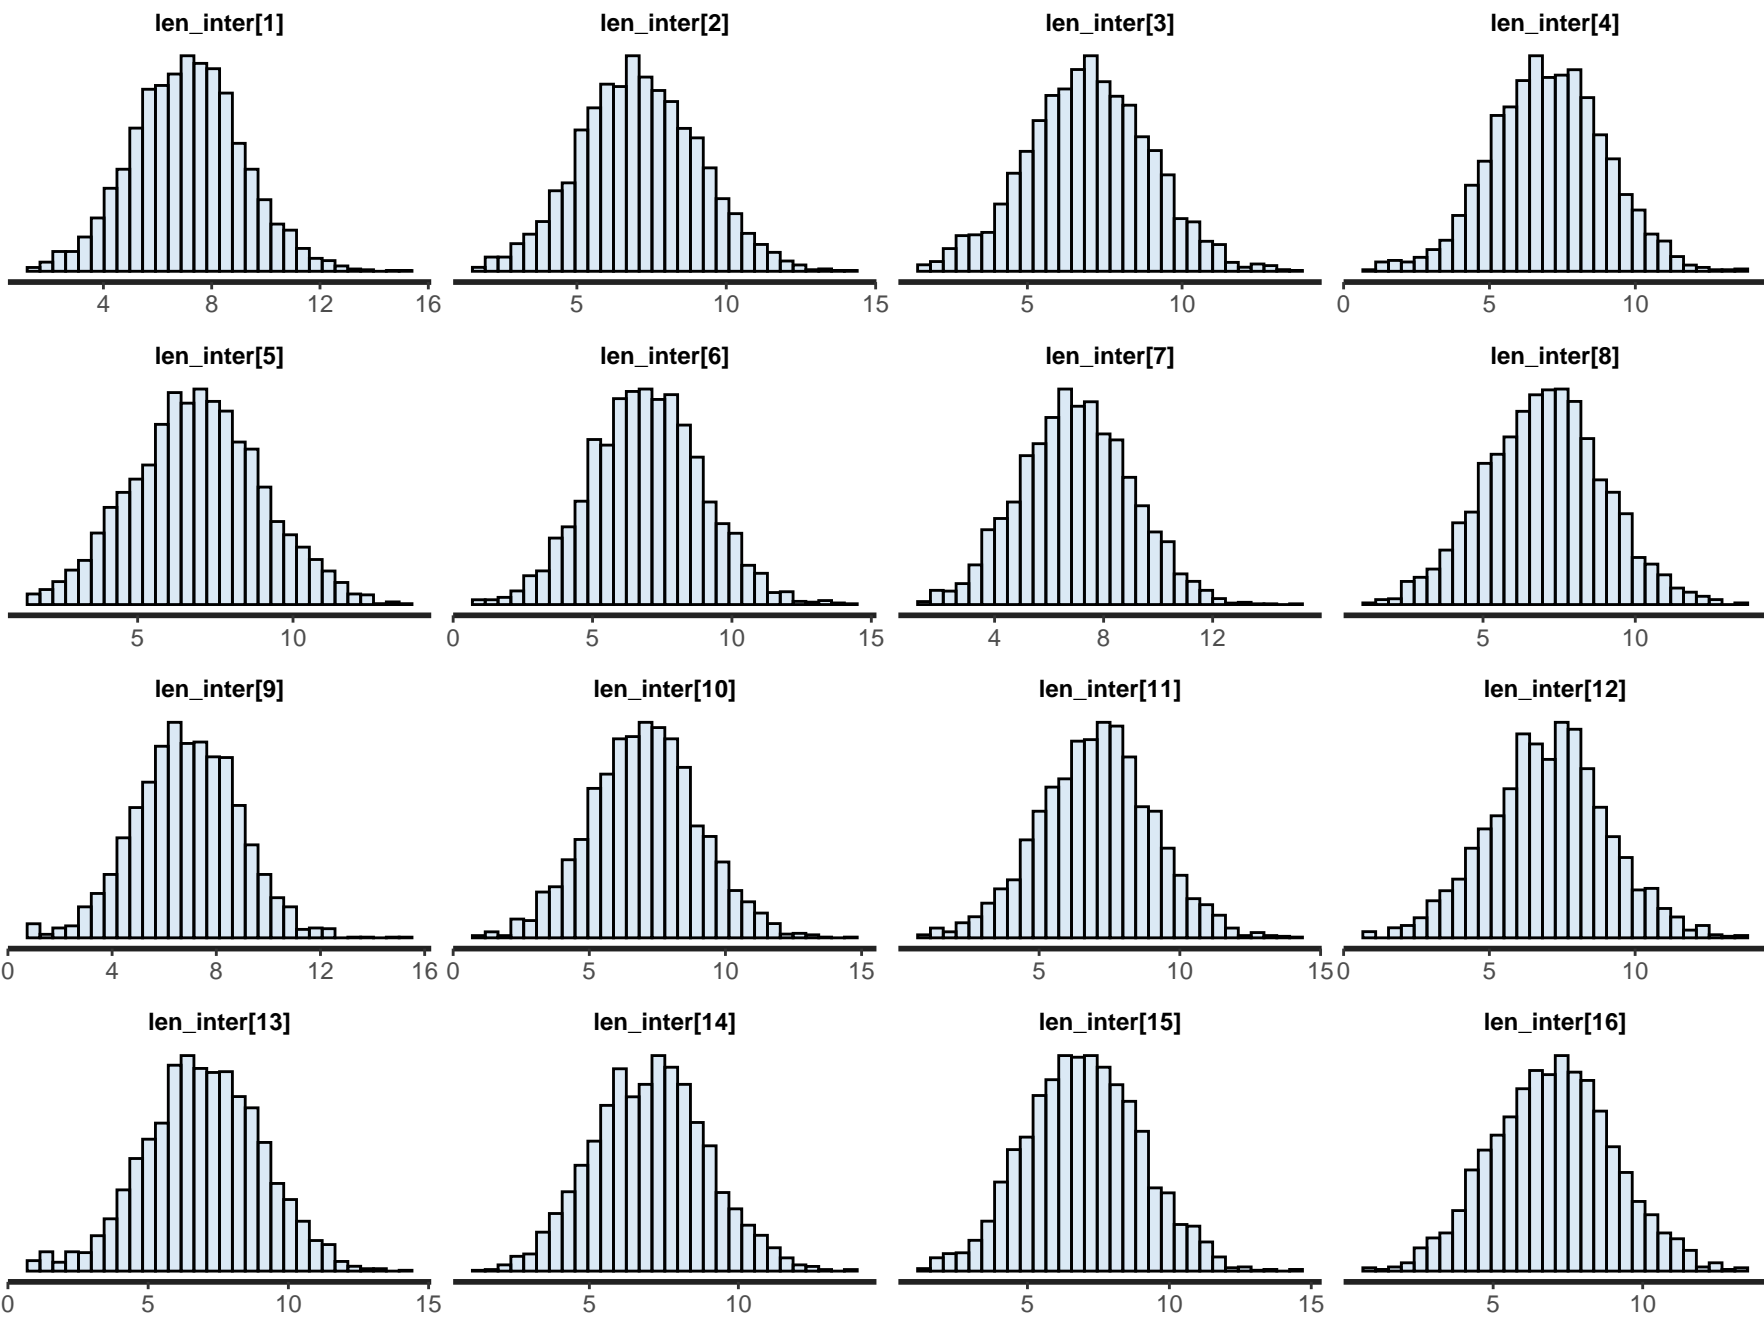 len_inter[1] len_inter[2] len_inter[3] len_inter[4]
4 8 12 16 5 10 15 5 10 0 5 10
len_inter[5] len_inter[6] len_inter[7] len_inter[8]
5 10 0 5 10 15 4 8 12 5 10
len_inter[9] len_inter[10] len_inter[11] len_inter[12]
0 4 8 12 16 0 5 10 15 5 10 15 0 5 10
len_inter[13] len_inter[14] len_inter[15] len_inter[16]
0 5 10 15 5 10 5 10 15 5 10